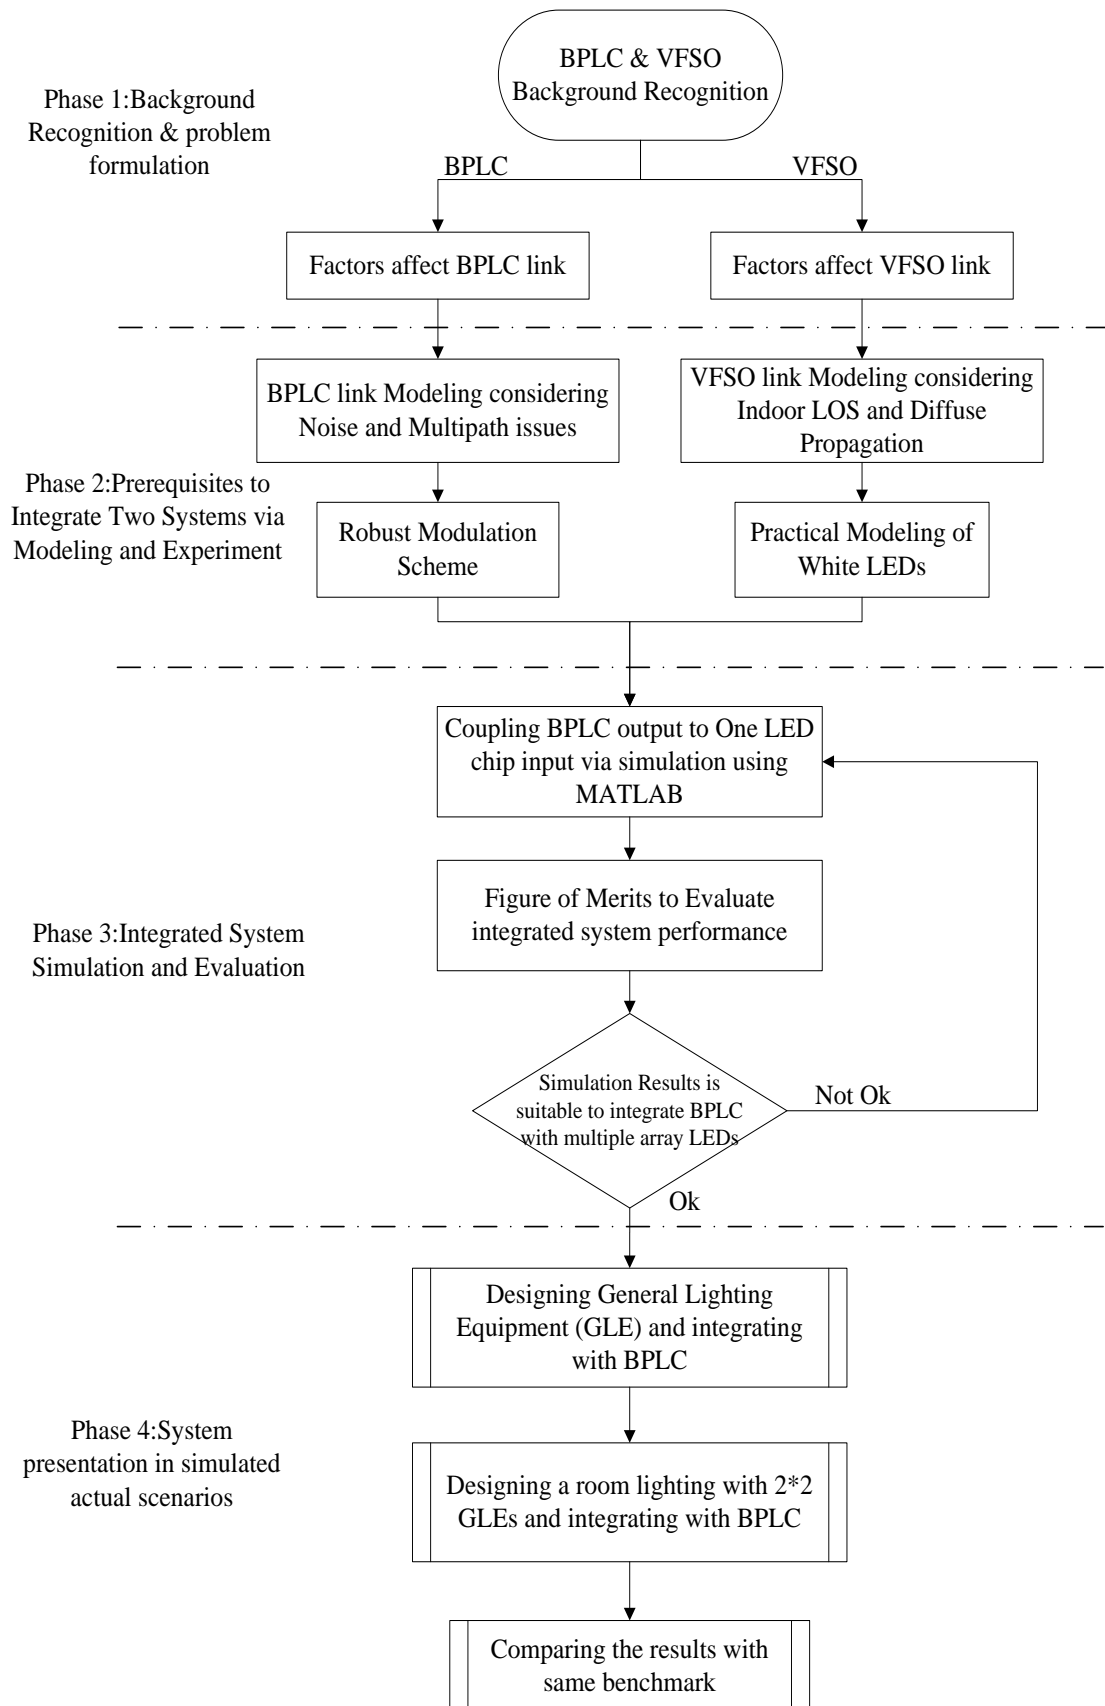 BPLC & VFSO
Background Recognition
Phase 1:Background
Recognition & problem
formulation
BPLC
VFSO
Factors affect BPLC link
Factors affect VFSO link
BPLC link Modeling considering
Noise and Multipath issues
VFSO link Modeling considering
Indoor LOS and Diffuse
Propagation
Phase 2:Prerequisites to
Integrate Two Systems via
Modeling and Experiment
Robust Modulation
Scheme
Practical Modeling of
White LEDs
Coupling BPLC output to One LED
chip input via simulation using
MATLAB
Figure of Merits to Evaluate
integrated system performance
Phase 3:Integrated System
Simulation and Evaluation
Simulation Results is
suitable to integrate BPLC
with multiple array LEDs
Not Ok
Ok
Designing General Lighting
Equipment (GLE) and integrating
with BPLC
Phase 4:System
presentation in simulated
actual scenarios
Designing a room lighting with 2*2
GLEs and integrating with BPLC
Comparing the results with
same benchmark